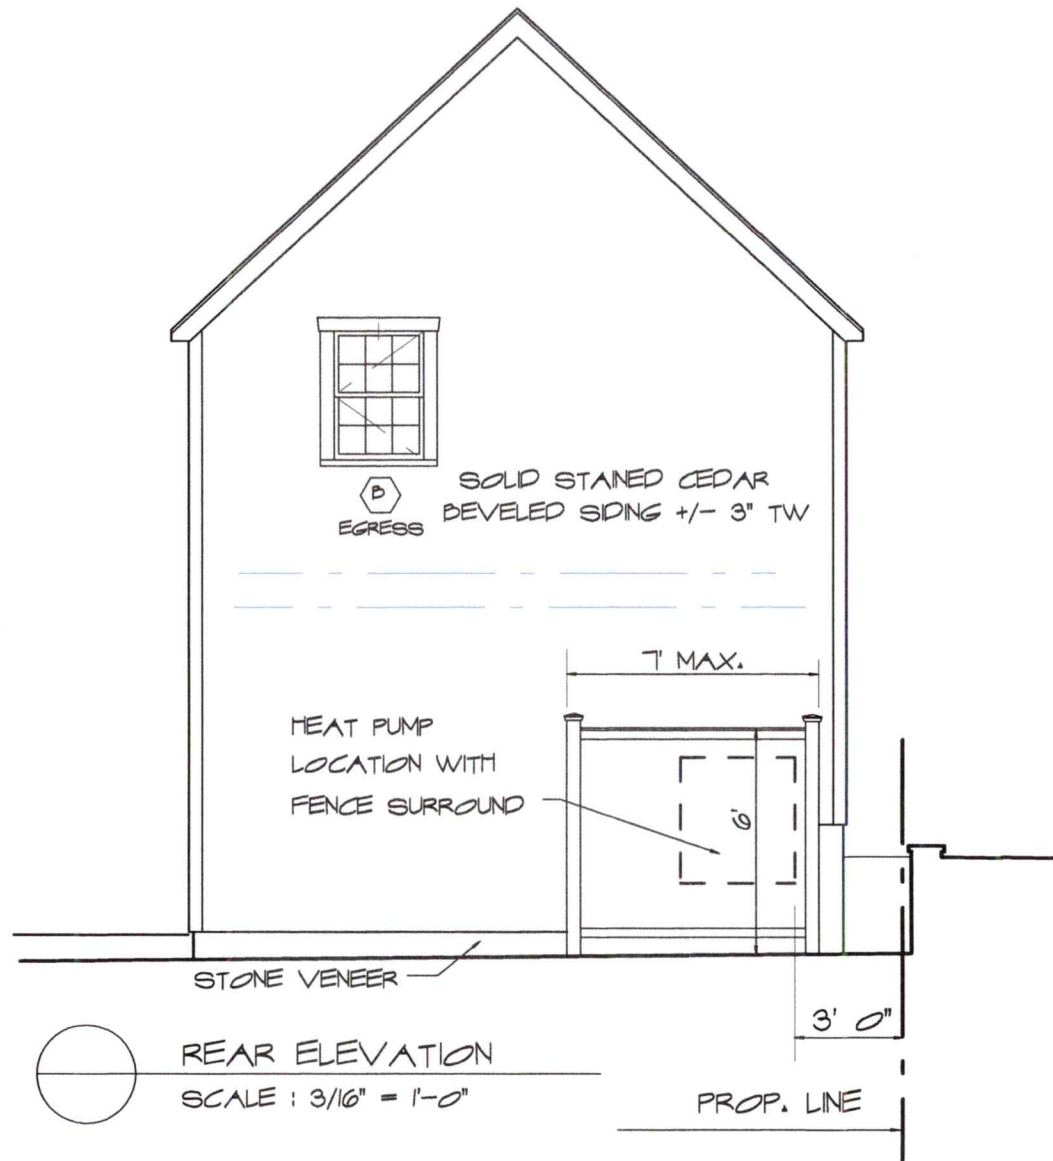 B
EGRESS
SOLID STAINED CEDAR
BEVELED SIDING +/- 3" TW
7' MAX.
HEAT PUMP
LOCATION WITH
FENCE SURROUND
6'
STONE VENEER
3' 0"
REAR ELEVATION
SCALE : 3/16" = 1'-0"
PROP. LINE